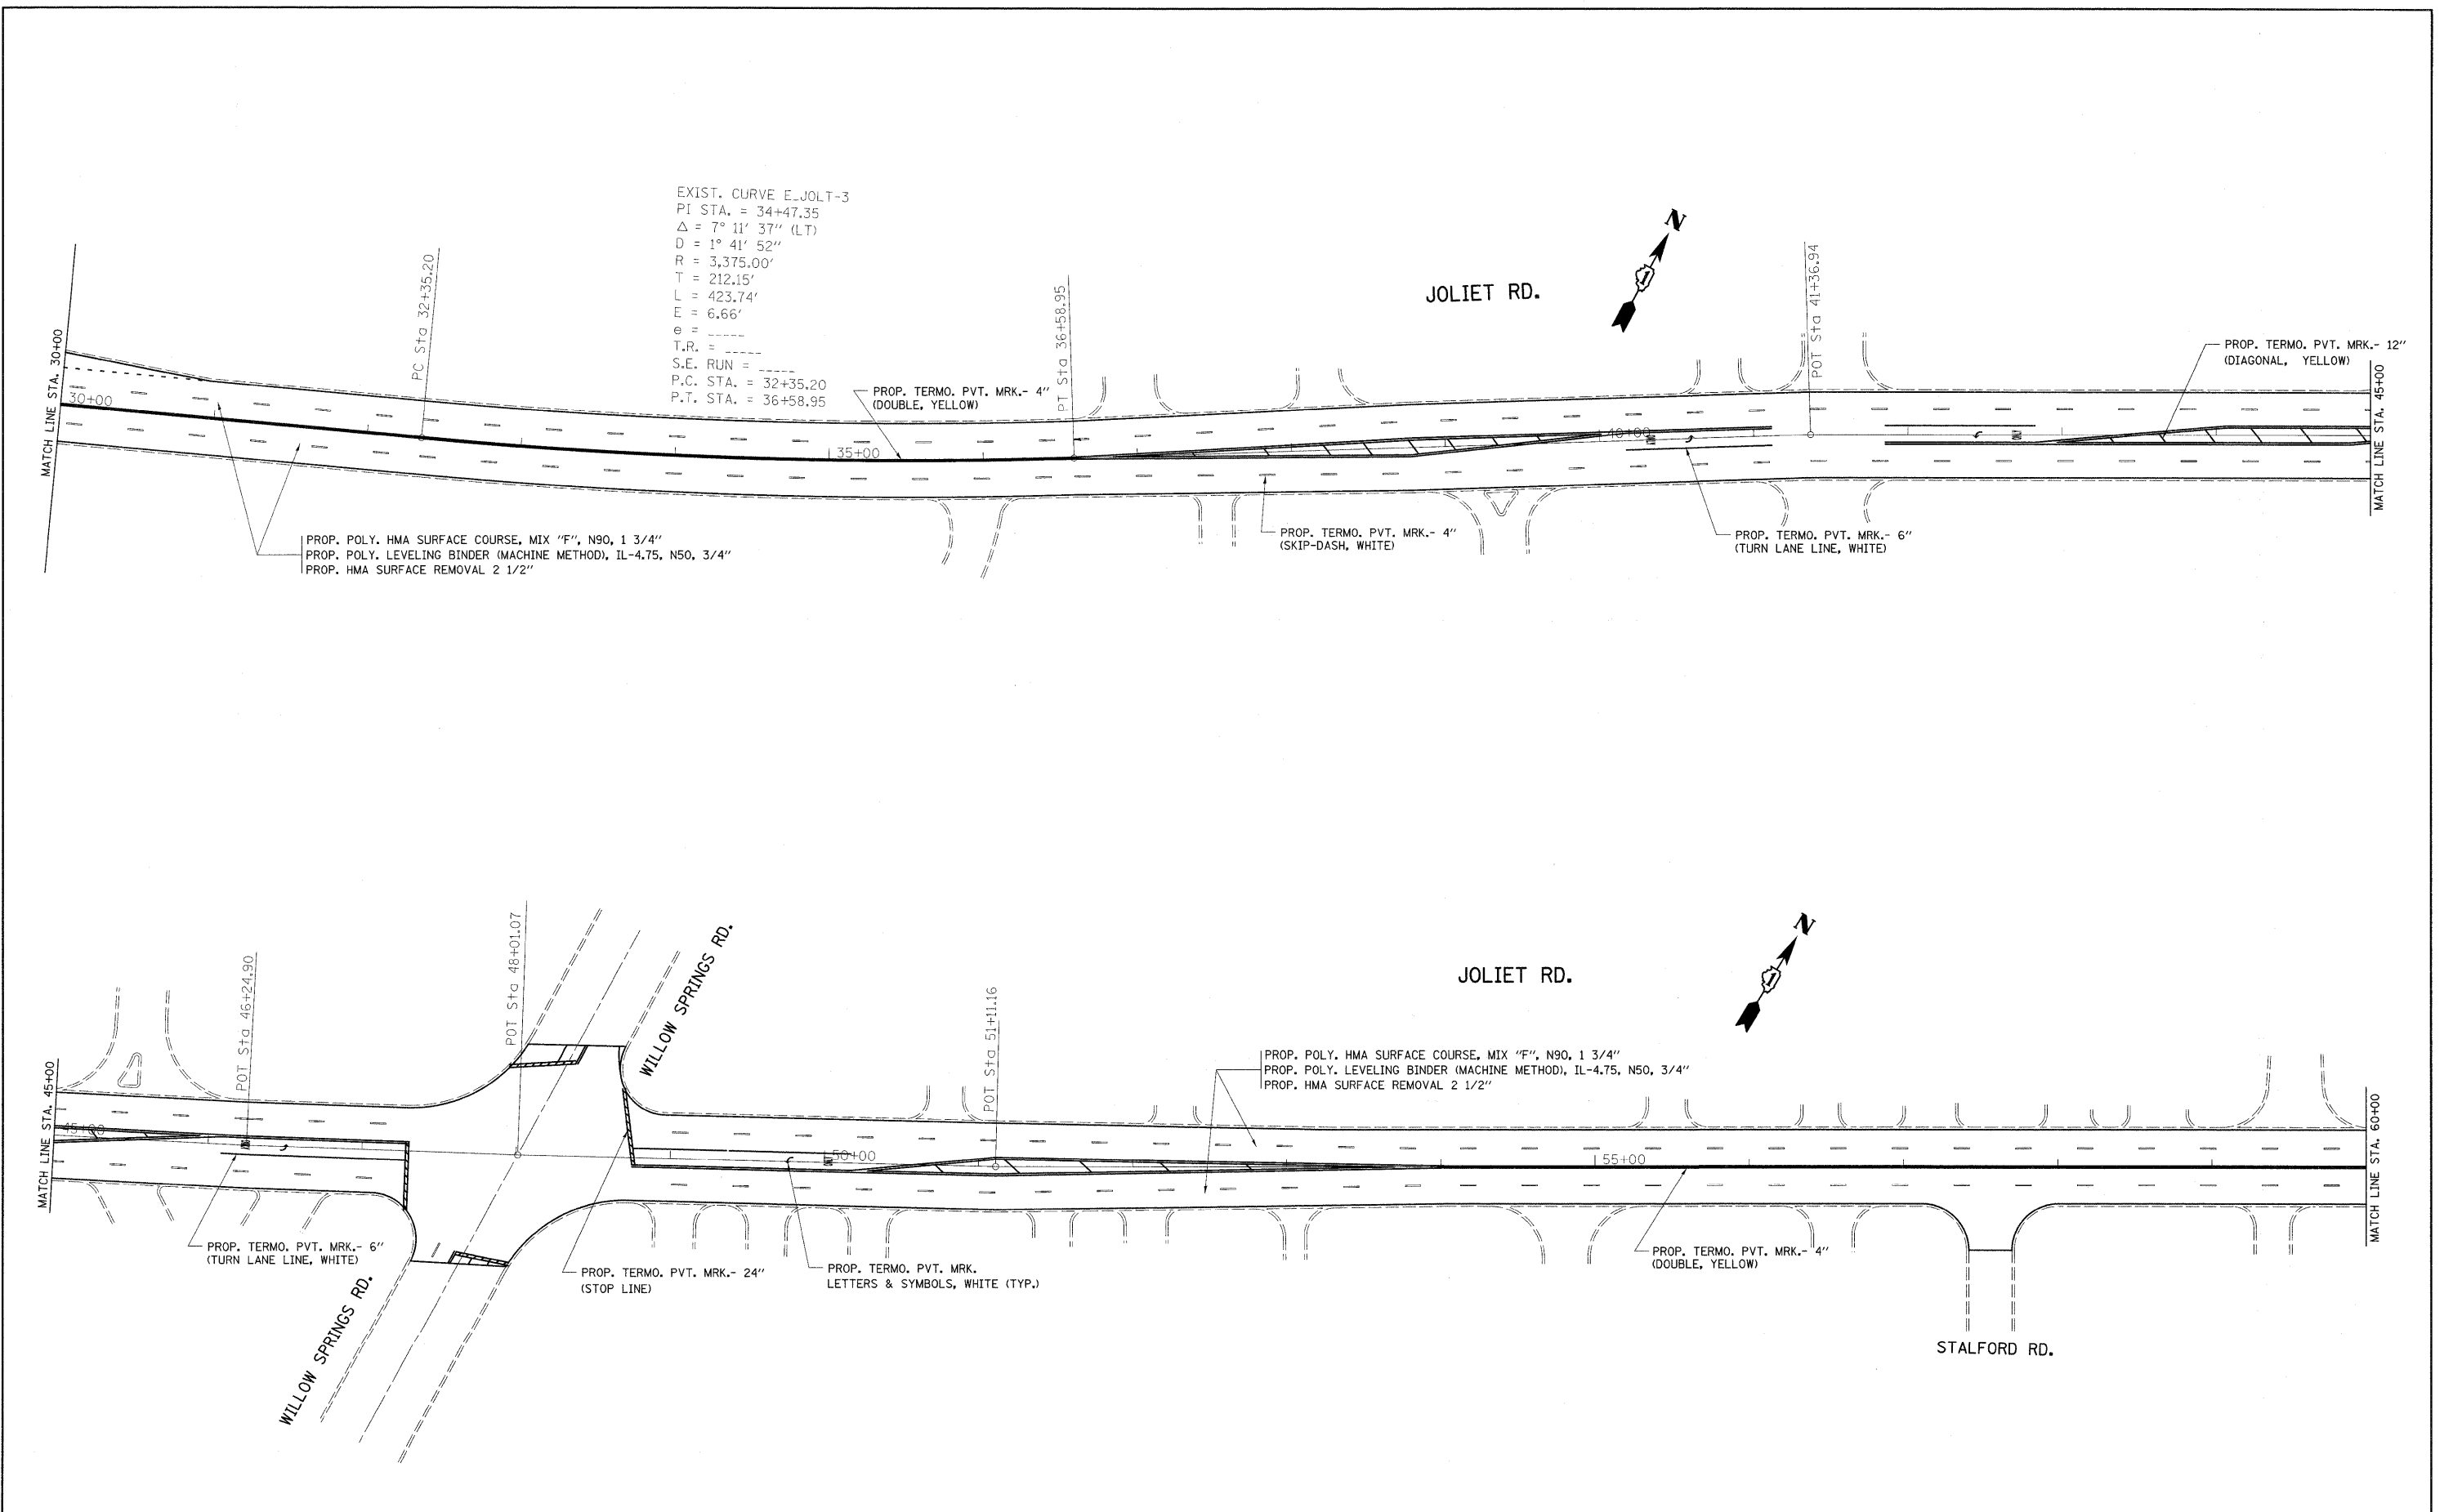 EXIST. CURVE E_JOLT-3
PI STA. = 34+47.35
Δ = 7° 11' 37" (LT)
D = 1° 41' 52"
R = 3,375.00'
T = 212.15'
L = 423.74'
E = 6.66'
e = _____
T.R. = _____
S.E. RUN = _____
P.C. STA. = 32+35.20
P.T. STA. = 36+58.95
MATCH LINE STA. 30+00
30+00
PC Sta 32+35.20
35+00
PROP. TERMO. PVT. MRK.- 4"
(DOUBLE, YELLOW)
PT Sta 36+58.95
JOLIET RD.
N
1
40+00
POT Sta 41+36.94
PROP. TERMO. PVT. MRK.- 12"
(DIAGONAL, YELLOW)
MATCH LINE STA. 45+00
PROP. POLY. HMA SURFACE COURSE, MIX "F", N90, 1 3/4"
PROP. POLY. LEVELING BINDER (MACHINE METHOD), IL-4.75, N50, 3/4"
PROP. HMA SURFACE REMOVAL 2 1/2"
PROP. TERMO. PVT. MRK.- 4"
(SKIP-DASH, WHITE)
PROP. TERMO. PVT. MRK.- 6"
(TURN LANE LINE, WHITE)
MATCH LINE STA. 45+00
45+00
POT Sta 46+24.90
POT Sta 48+01.07
WILLOW SPRINGS RD.
50+00
POT Sta 51+11.16
JOLIET RD.
N
1
PROP. POLY. HMA SURFACE COURSE, MIX "F", N90, 1 3/4"
PROP. POLY. LEVELING BINDER (MACHINE METHOD), IL-4.75, N50, 3/4"
PROP. HMA SURFACE REMOVAL 2 1/2"
55+00
MATCH LINE STA. 60+00
PROP. TERMO. PVT. MRK.- 6"
(TURN LANE LINE, WHITE)
WILLOW SPRINGS RD.
PROP. TERMO. PVT. MRK.- 24"
(STOP LINE)
PROP. TERMO. PVT. MRK.
LETTERS & SYMBOLS, WHITE (TYP.)
PROP. TERMO. PVT. MRK.- 4"
(DOUBLE, YELLOW)
STALFORD RD.